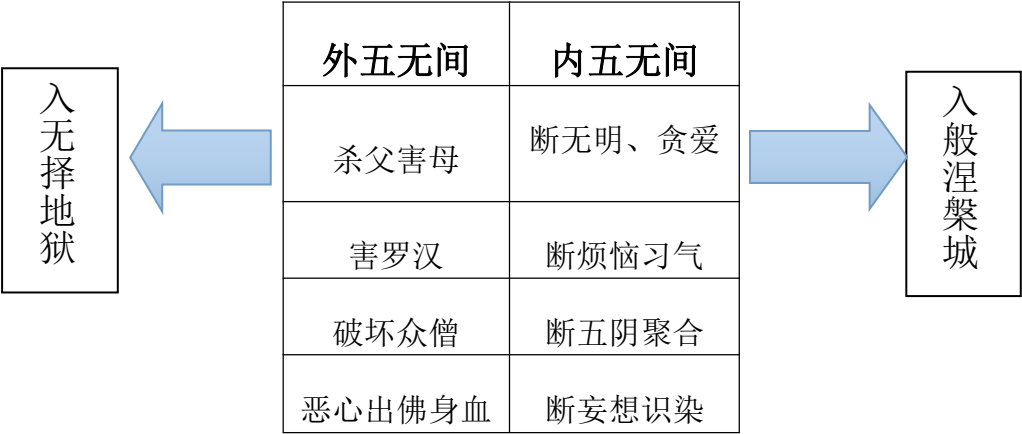 入无择地狱
外五无间 内五无间
杀父害母 断无明、贪爱
害罗汉 断烦恼习气
破坏众僧 断五阴聚合
恶心出佛身血 断妄想识染
入般涅槃城